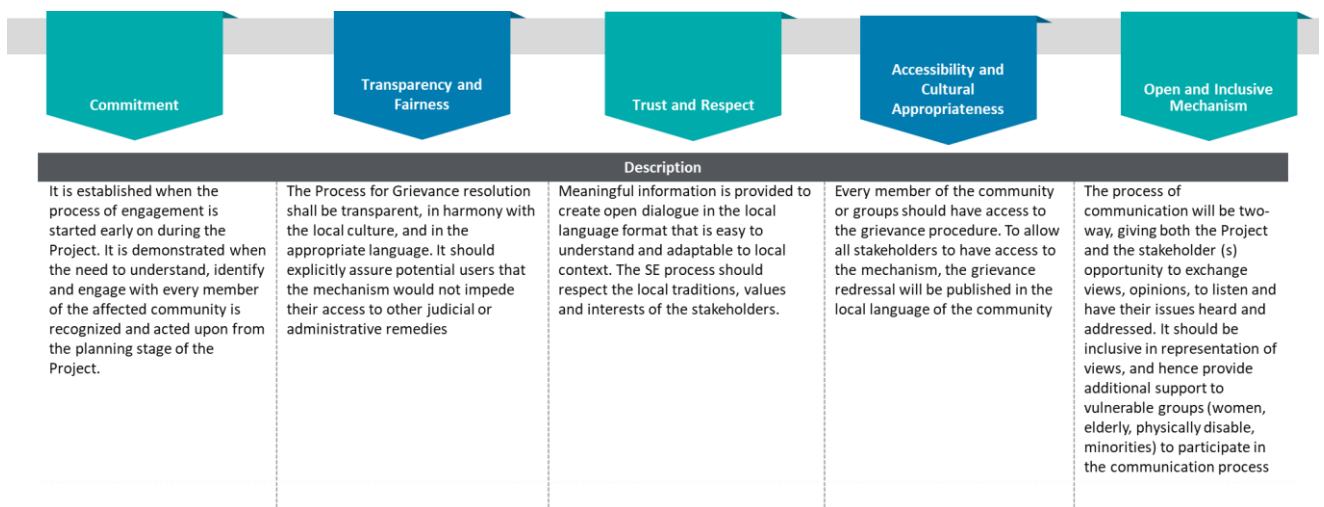 Commitment
Transparency and
Fairness
Trust and Respect
Accessibility and
Cultural
Appropriateness
Open and Inclusive
Mechanism
Description
It is established when the
process of engagement is
started early on during the
Project. It is demonstrated when
the need to understand, identify
and engage with every member
of the affected community is
recognized and acted upon from
the planning stage of the
Project.
The Process for Grievance resolution
shall be transparent, in harmony with
the local culture, and in the
appropriate language. It should
explicitly assure potential users that
the mechanism would not impede
their access to other judicial or
administrative remedies
Meaningful information is provided to
create open dialogue in the local
language format that is easy to
understand and adaptable to local
context. The SE process should
respect the local traditions, values
and interests of the stakeholders.
Every member of the community
or groups should have access to
the grievance procedure. To allow
all stakeholders to have access to
the mechanism, the grievance
redressal will be published in the
local language of the community
The process of
communication will be two-
way, giving both the Project
and the stakeholder (s)
opportunity to exchange
views, opinions, to listen and
have their issues heard and
addressed. It should be
inclusive in representation of
views, and hence provide
additional support to
vulnerable groups (women,
elderly, physically disable,
minorities) to participate in
the communication process